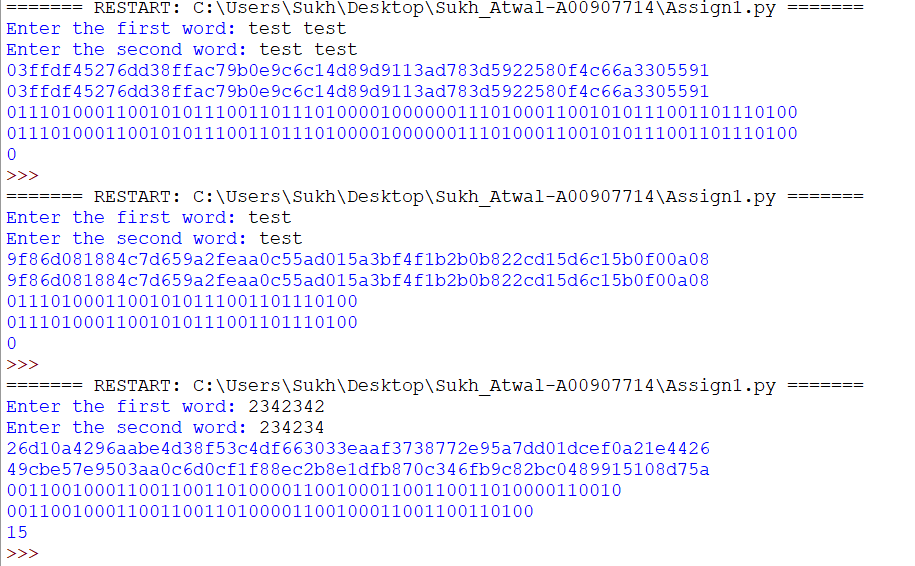 ======= RESTART: C:\Users\Sukh\Desktop\Sukh_Atwal-A00907714\Assign1.py =======
Enter the first word: test test
Enter the second word: test test
03ffdf45276dd38ffac79b0e9c6c14d89d9113ad783d5922580f4c66a3305591
03ffdf45276dd38ffac79b0e9c6c14d89d9113ad783d5922580f4c66a3305591
011101000110010101110011011101000010000001110100011001010111001101110100
011101000110010101110011011101000010000001110100011001010111001101110100
0
>>>
======= RESTART: C:\Users\Sukh\Desktop\Sukh_Atwal-A00907714\Assign1.py =======
Enter the first word: test
Enter the second word: test
9f86d081884c7d659a2feaa0c55ad015a3bf4f1b2b0b822cd15d6c15b0f00a08
9f86d081884c7d659a2feaa0c55ad015a3bf4f1b2b0b822cd15d6c15b0f00a08
01110100011001010111001101110100
01110100011001010111001101110100
0
>>>
======= RESTART: C:\Users\Sukh\Desktop\Sukh_Atwal-A00907714\Assign1.py =======
Enter the first word: 2342342
Enter the second word: 234234
26d10a4296aabe4d38f53c4df663033eaaf3738772e95a7dd01dcef0a21e4426
49cbe57e9503aa0c6d0cf1f88ec2b8e1dfb870c346fb9c82bc0489915108d75a
00110010001100110011010000110010001100110011010000110010
001100100011001100110100001100100011001100110100
15
>>>